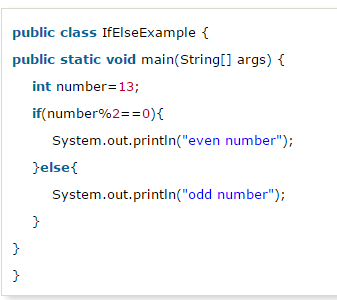 public class IfElseExample {
public static void main(String[] args) {
    int number=13;
    if(number%2==0){
        System.out.println("even number");
    }else{
        System.out.println("odd number");
    }
}
}